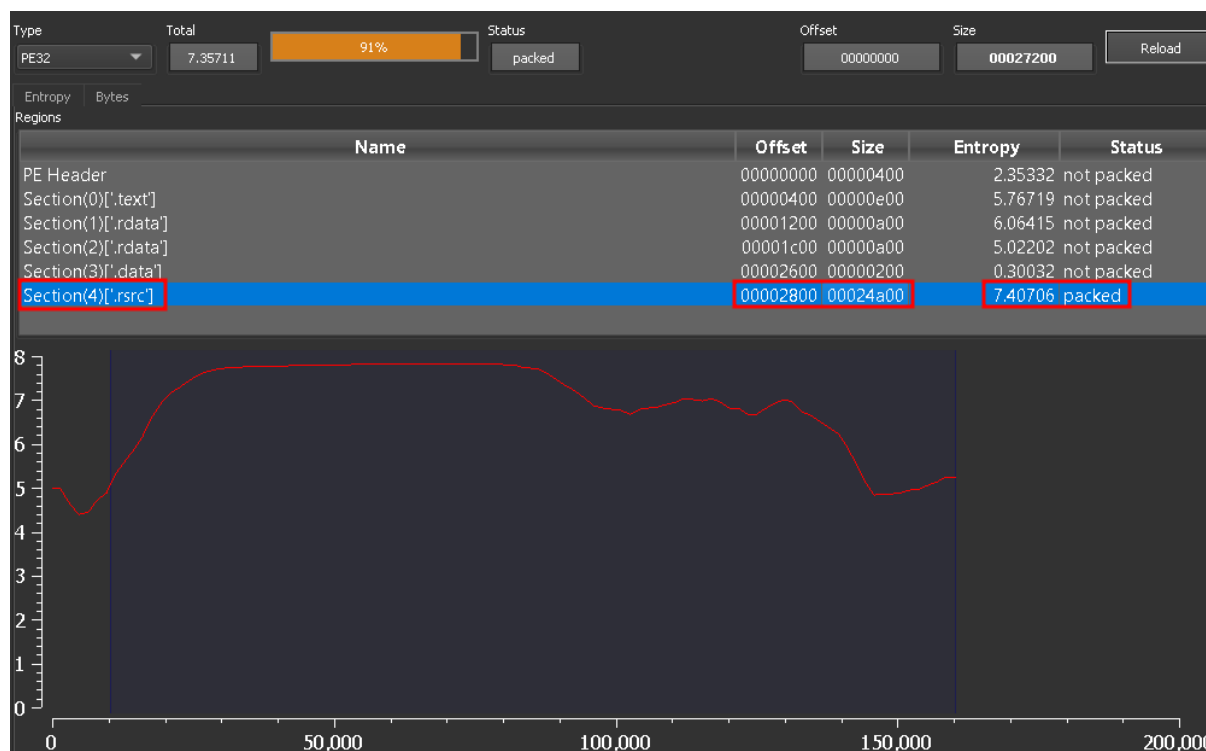 Type Total Status Offset Size
PE32 7.35711 91% packed 00000000 00027200 Reload
Entropy Bytes
Regions
Name Offset Size Entropy Status
PE Header 00000000 00000400 2.35332 not packed
Section(0)['.text'] 00000400 00000e00 5.76719 not packed
Section(1)['.rdata'] 00001200 00000a00 6.06415 not packed
Section(2)['.rdata'] 00001c00 00000a00 5.02202 not packed
Section(3)['.data'] 00002600 00000200 0.30032 not packed
Section(4)['.rsrc'] 00002800 00024a00 7.40706 packed
8
7
6
5
4
3
2
1
0
0 50,000 100,000 150,000 200,000